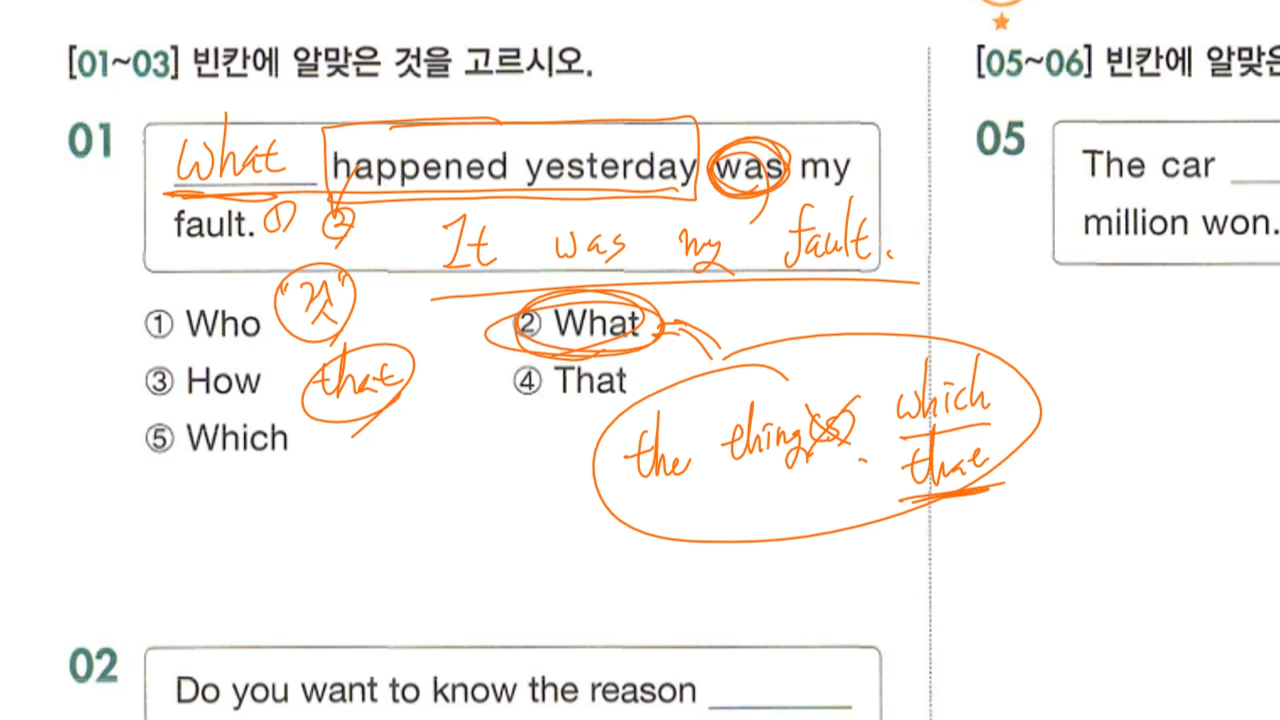 [01~03] 빈칸에 알맞은 것을 고르시오.
01
What happened yesterday was my
fault. ① ②
It was my fault.
① Who
"것"
② What
③ How
that
④ That
⑤ Which
the thing(s) which
that
02
Do you want to know the reason
[05~06] 빈칸에 알맞은
05
The car
million won.